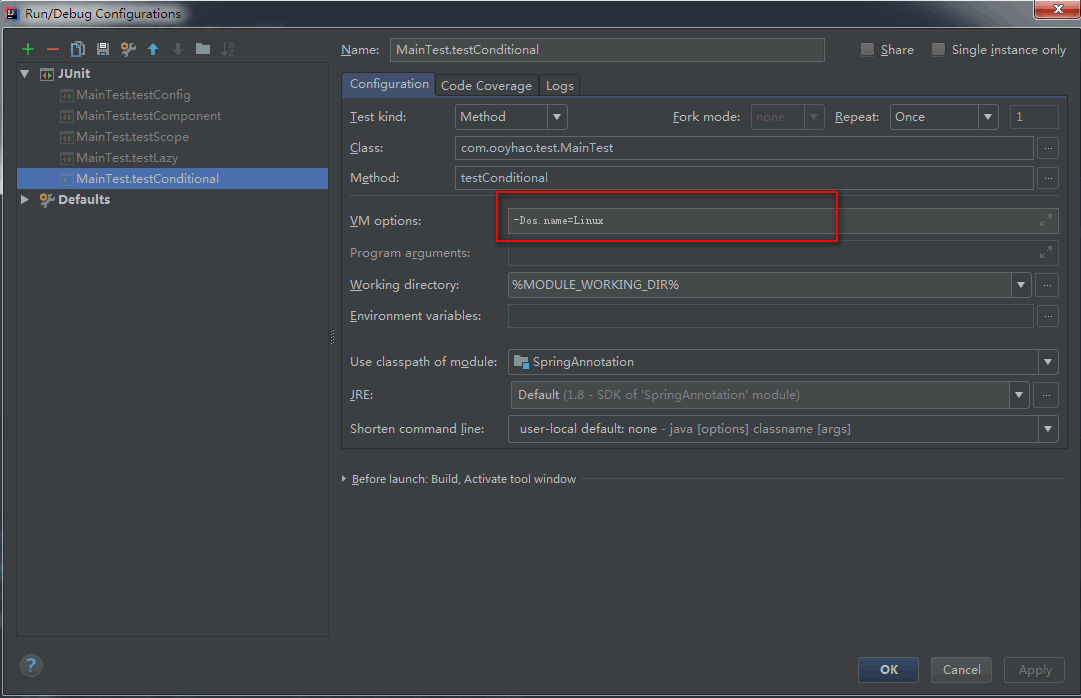 Run/Debug Configurations
Name: MainTest.testConditional Share Single instance only
JUnit
MainTest.testConfig
MainTest.testComponent
MainTest.testScope
MainTest.testLazy
MainTest.testConditional
Defaults
Configuration Code Coverage Logs
Test kind: Method Fork mode: none Repeat: Once 1
Class: com.ooyhao.test.MainTest ...
Method: testConditional ...
VM options: -Dos.name=Linux
Program arguments:
Working directory: %MODULE_WORKING_DIR% ...
Environment variables: ...
Use classpath of module: SpringAnnotation
JRE: Default (1.8 - SDK of 'SpringAnnotation' module) ...
Shorten command line: user-local default: none - java [options] classname [args]
Before launch: Build, Activate tool window
? OK Cancel Apply